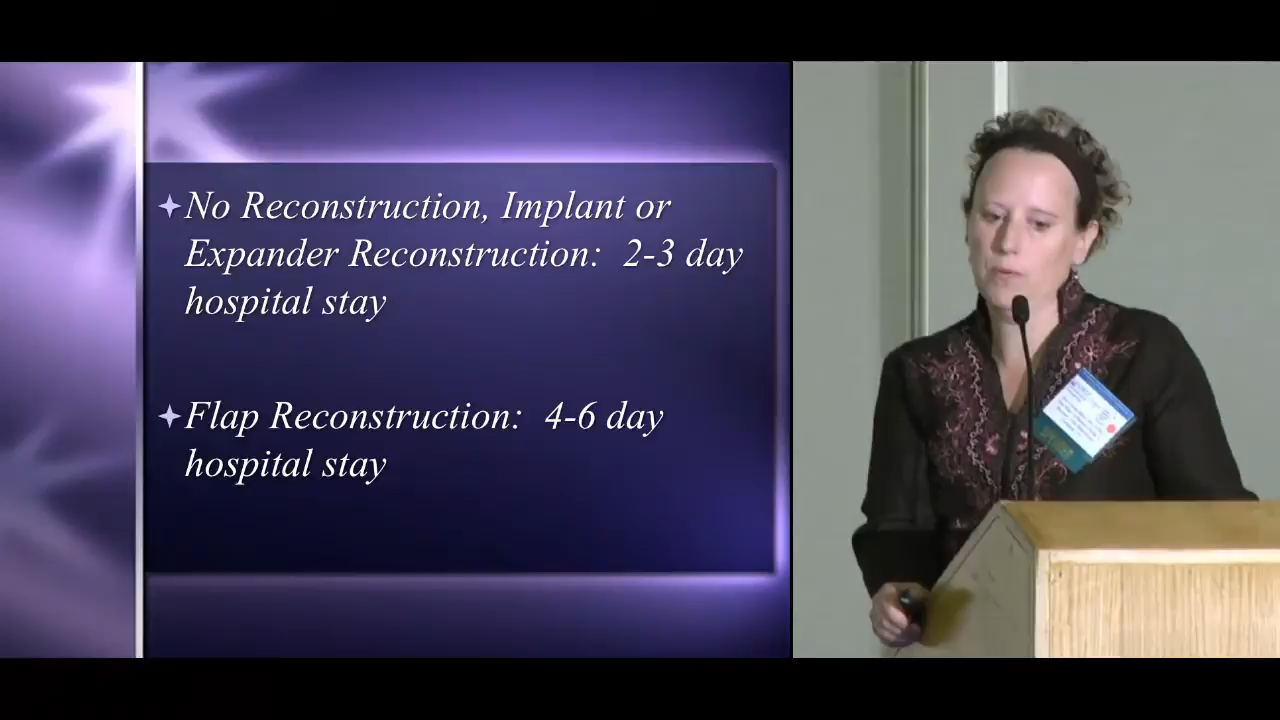 No Reconstruction, Implant or
Expander Reconstruction:  2-3 day
hospital stay
Flap Reconstruction:  4-6 day
hospital stay